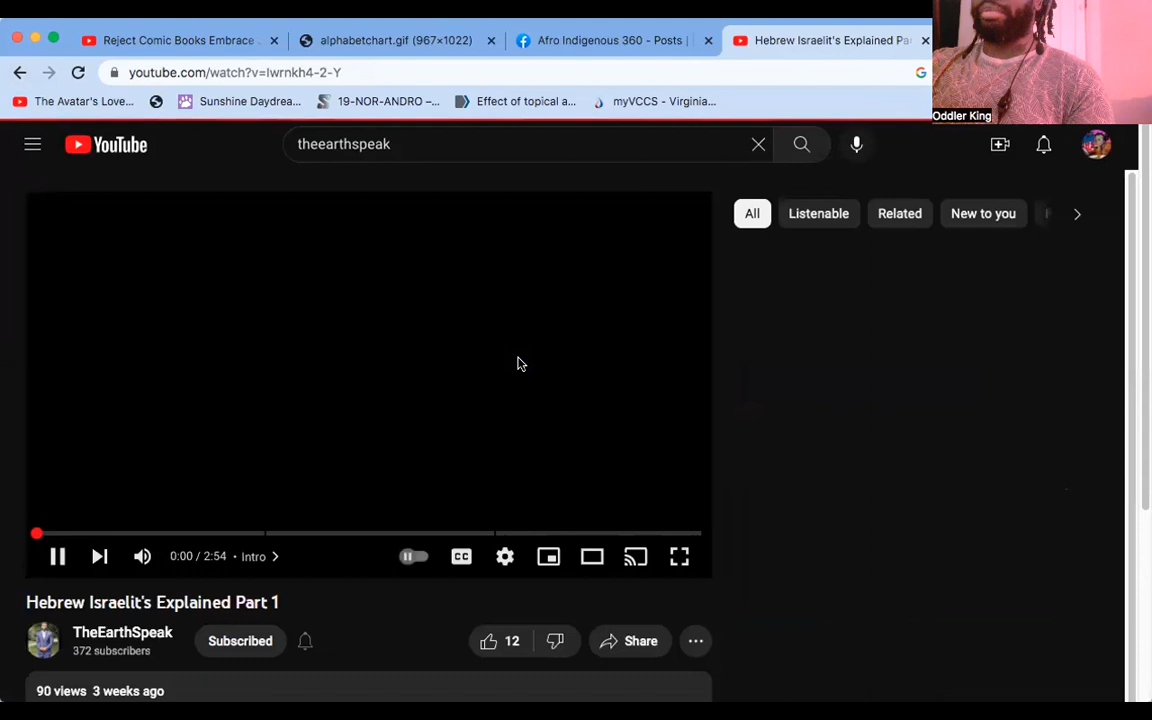 Reject Comic Books Embrace
alphabetchart.gif (967×1022)
Afro Indigenous 360 - Posts |
Hebrew Israelit's Explained Pa
youtube.com/watch?v=lwrnkh4-2-Y
The Avatar's Love...
Sunshine Daydrea...
19-NOR-ANDRO –...
Effect of topical a...
myVCCS - Virginia...
Oddler King
YouTube
theearthspeak
All
Listenable
Related
New to you
0:00 / 2:54 • Intro
CC
Hebrew Israelit's Explained Part 1
TheEarthSpeak
372 subscribers
Subscribed
12
Share
90 views 3 weeks ago